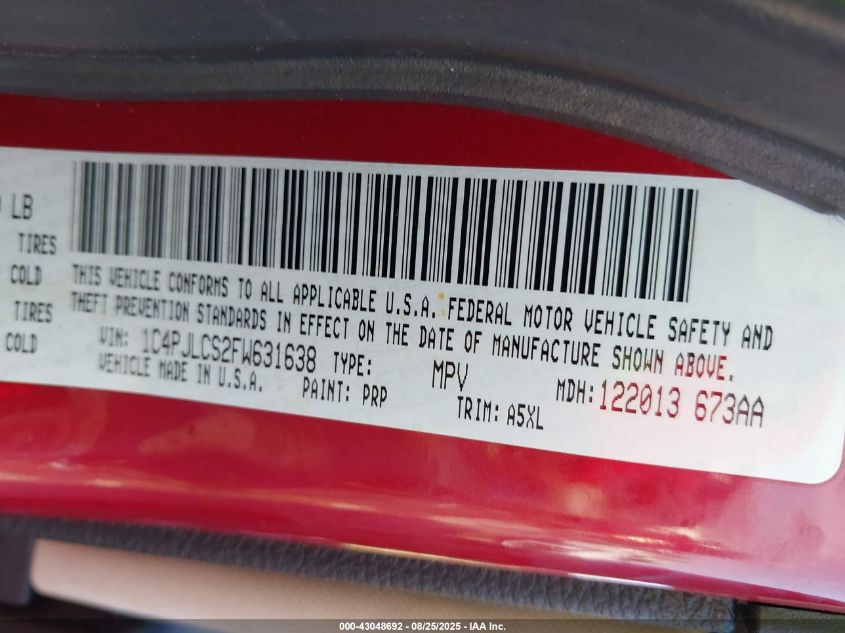 0 LB
TIRES
COLD
TIRES
COLD
THIS VEHICLE CONFORMS TO ALL APPLICABLE U.S.A. FEDERAL MOTOR VEHICLE SAFETY AND
THEFT PREVENTION STANDARDS IN EFFECT ON THE DATE OF MANUFACTURE SHOWN ABOVE.
VIN: 1C4PJLCS2FW631638 TYPE: MPV MDH:122013 673AA
VEHICLE MADE IN U.S.A. PAINT: PRP TRIM: A5XL
000-43048692 - 08/25/2025 - IAA Inc.